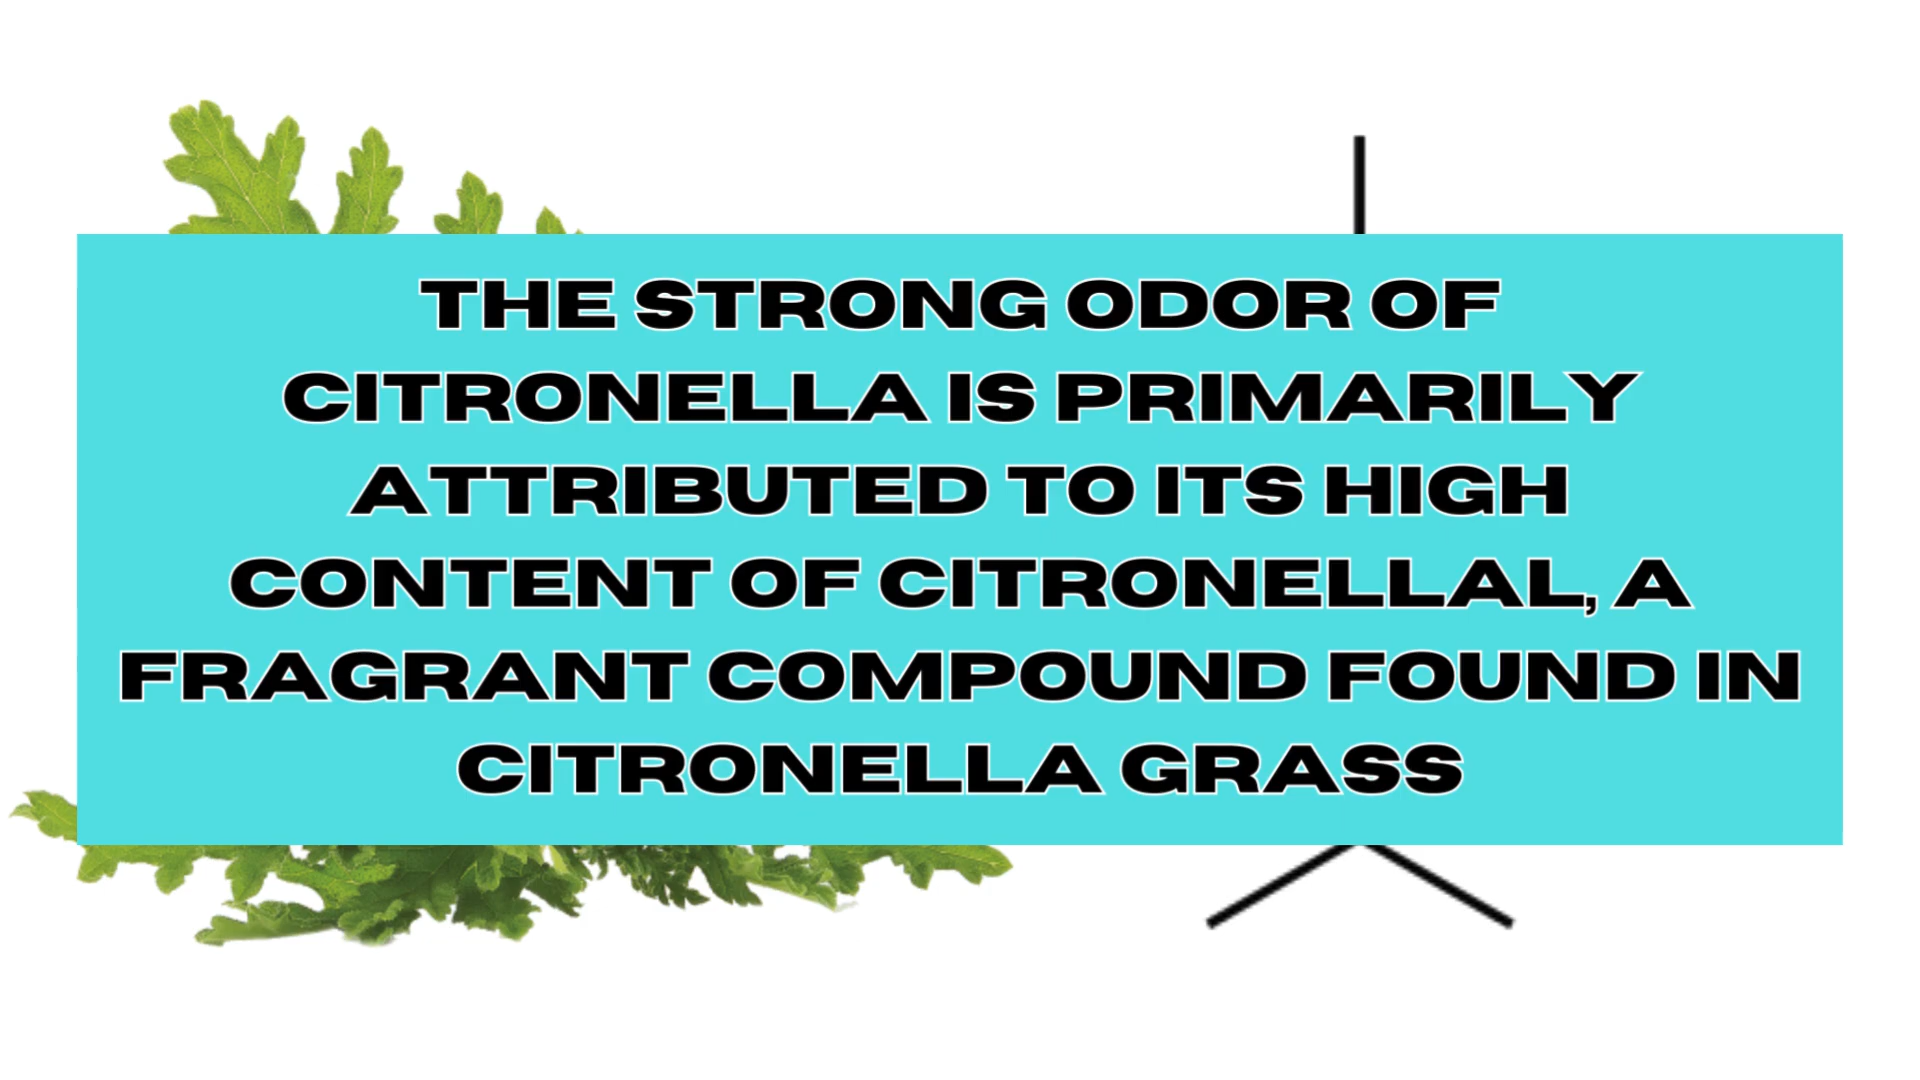 THE STRONG ODOR OF
CITRONELLA IS PRIMARILY
ATTRIBUTED TO ITS HIGH
CONTENT OF CITRONELLAL, A
FRAGRANT COMPOUND FOUND IN
CITRONELLA GRASS